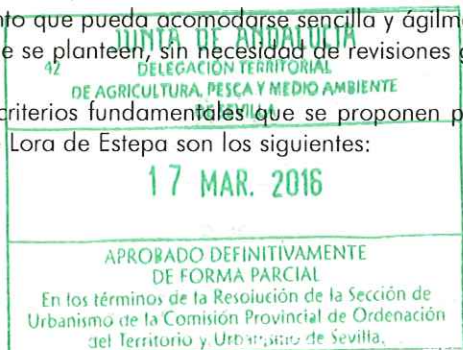 nto que pueda acomodarse sencilla y ágilm
JUNTA DE ANDALUCIA
e se planteen, sin necesidad de revisiones g
42 DELEGACIÓN TERRITORIAL
DE AGRICULTURA, PESCA Y MEDIO AMBIENTE
criterios fundamentales que se proponen p
Lora de Estepa son los siguientes:
17 MAR. 2016
APROBADO DEFINITIVAMENTE
DE FORMA PARCIAL
En los términos de la Resolución de la Sección de
Urbanismo de la Comisión Provincial de Ordenación
del Territorio y Urbanismo de Sevilla.